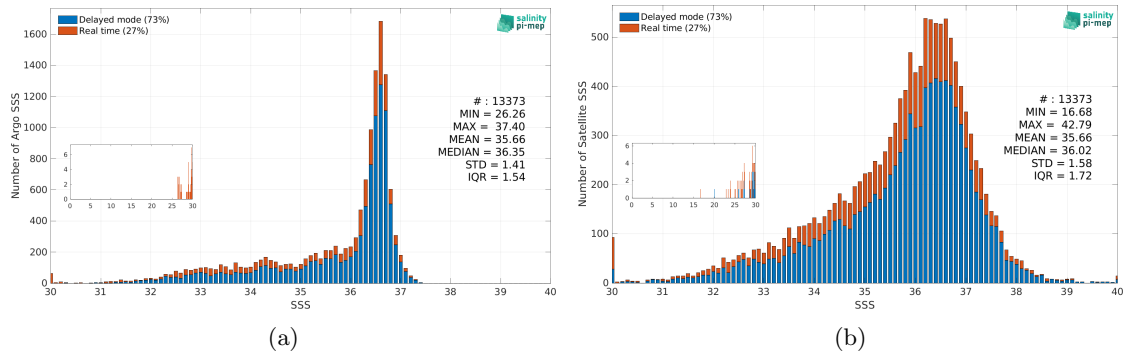 Delayed mode (73%)
Real time (27%)
salinity
pi-mep
# : 13373
MIN = 26.26
MAX = 37.40
MEAN = 35.66
MEDIAN = 36.35
STD = 1.41
IQR = 1.54
Number of Argo SSS
0
200
400
600
800
1000
1200
1400
1600
0
2
4
6
0 5 10 15 20 25 30
30 31 32 33 34 35 36 37 38 39 40
SSS
(a)
Delayed mode (73%)
Real time (27%)
salinity
pi-mep
# : 13373
MIN = 16.68
MAX = 42.79
MEAN = 35.66
MEDIAN = 36.02
STD = 1.58
IQR = 1.72
Number of Satellite SSS
0
100
200
300
400
500
0
2
4
6
0 5 10 15 20 25 30
30 31 32 33 34 35 36 37 38 39 40
SSS
(b)